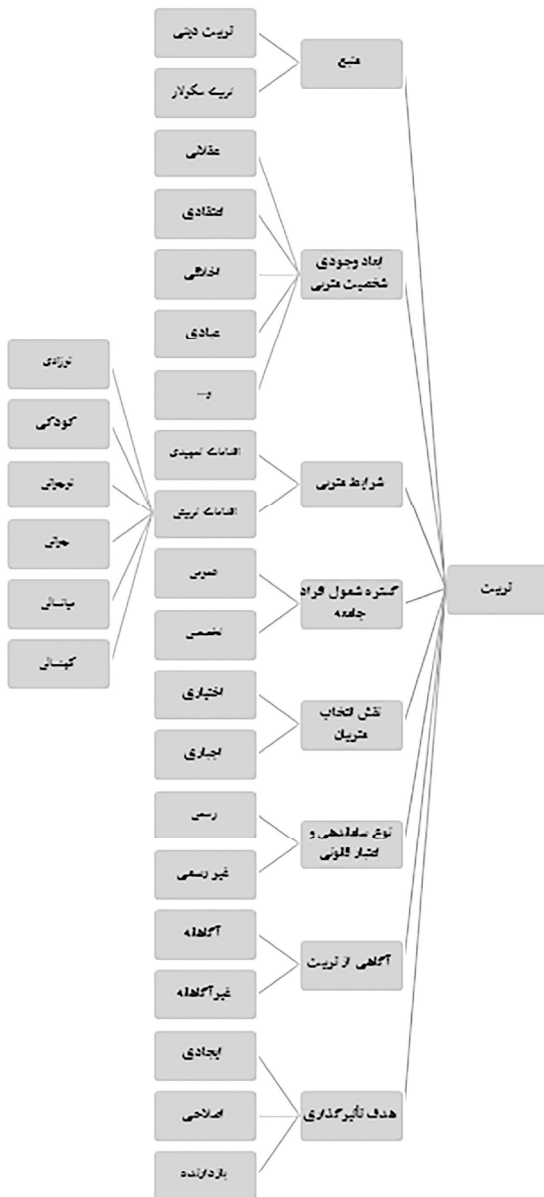 تربیت
منبع
تربیت دینی
تربیت سکولار
ابعاد وجودی
شخصیت متربی
عقلانی
اعتقادی
اخلاقی
عبادی
و...
شرایط متربی
اقدامات تمهیدی
اقدامات تربیتی
نوزادی
کودکی
نوجوانی
جوانی
میانسالی
کهنسالی
گستره شمول افراد
جامعه
عمومی
تخصصی
نقش انتخاب
متربیان
اختیاری
اجباری
نوع ساماندهی و
اعتبار قانونی
رسمی
غیر رسمی
آگاهی از تربیت
آگاهانه
غیرآگاهانه
هدف تأثیرگذاری
ایجادی
اصلاحی
بازدارنده